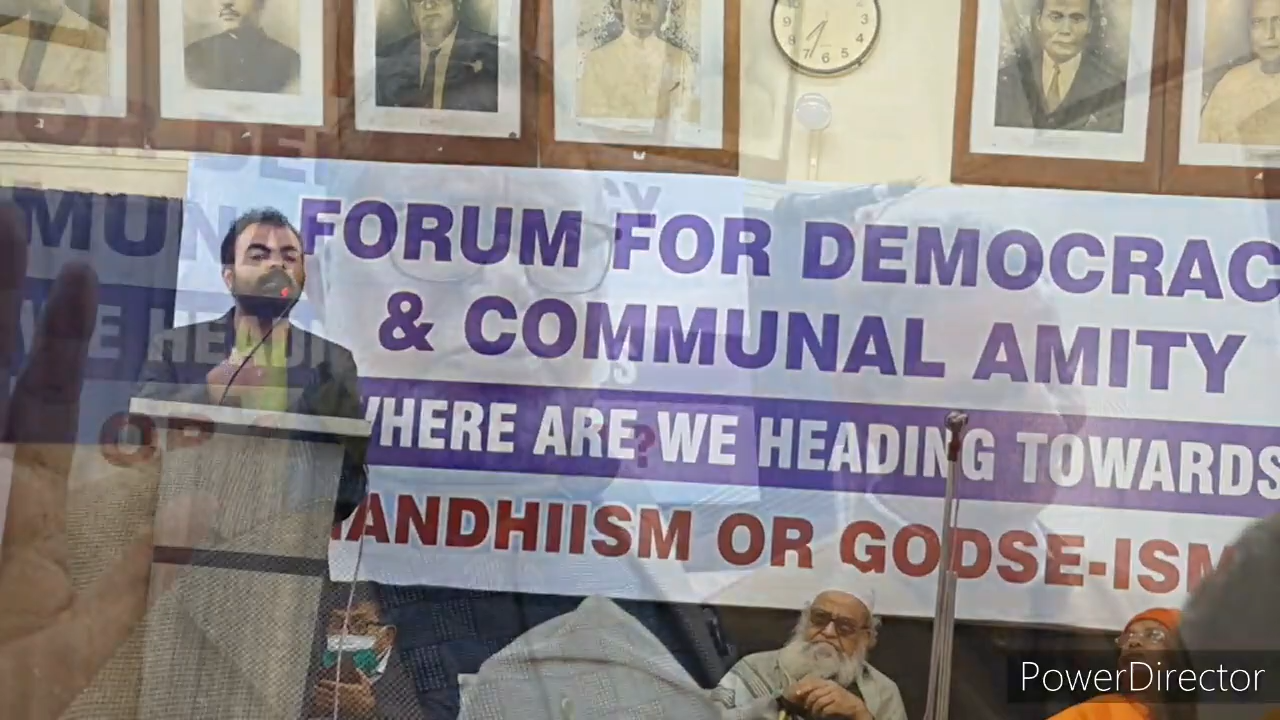 FORUM FOR DEMOCRAC
& COMMUNAL AMITY
WHERE ARE WE HEADING TOWARDS
ANDHIISM OR GODSE-ISM
PowerDirector